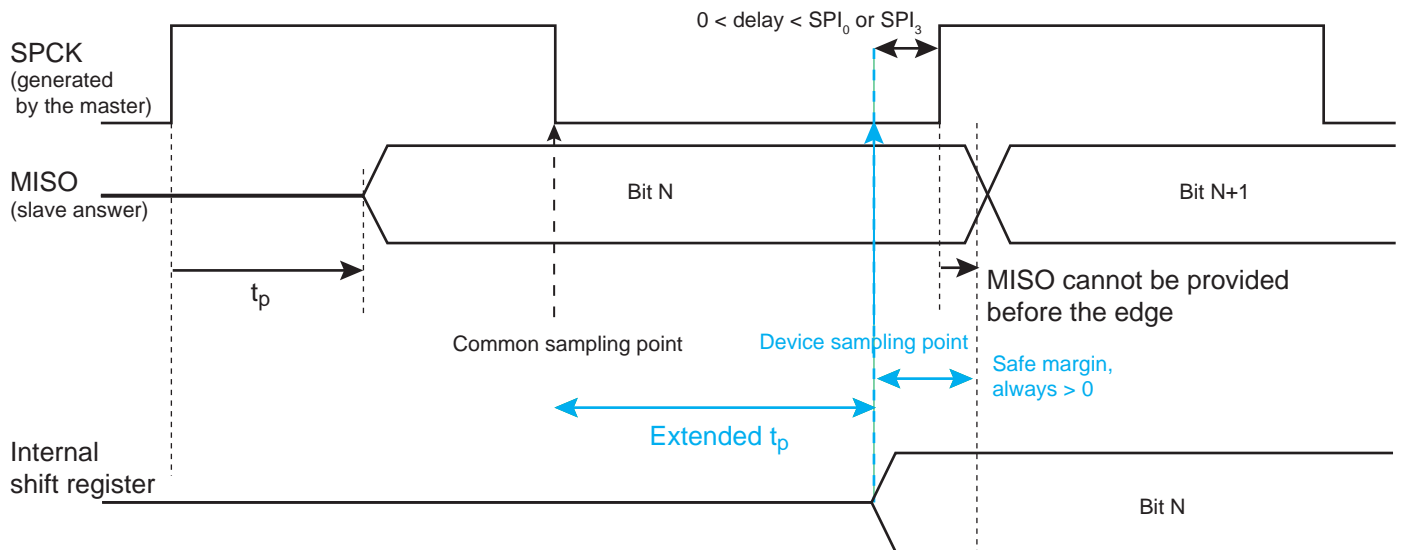 0 < delay < SPI0 or SPI3
SPCK
(generated
by the master)
MISO
(slave answer)
Bit N
Bit N+1
tp
MISO cannot be provided
before the edge
Common sampling point
Device sampling point
Safe margin,
always > 0
Extended tp
Internal
shift register
Bit N